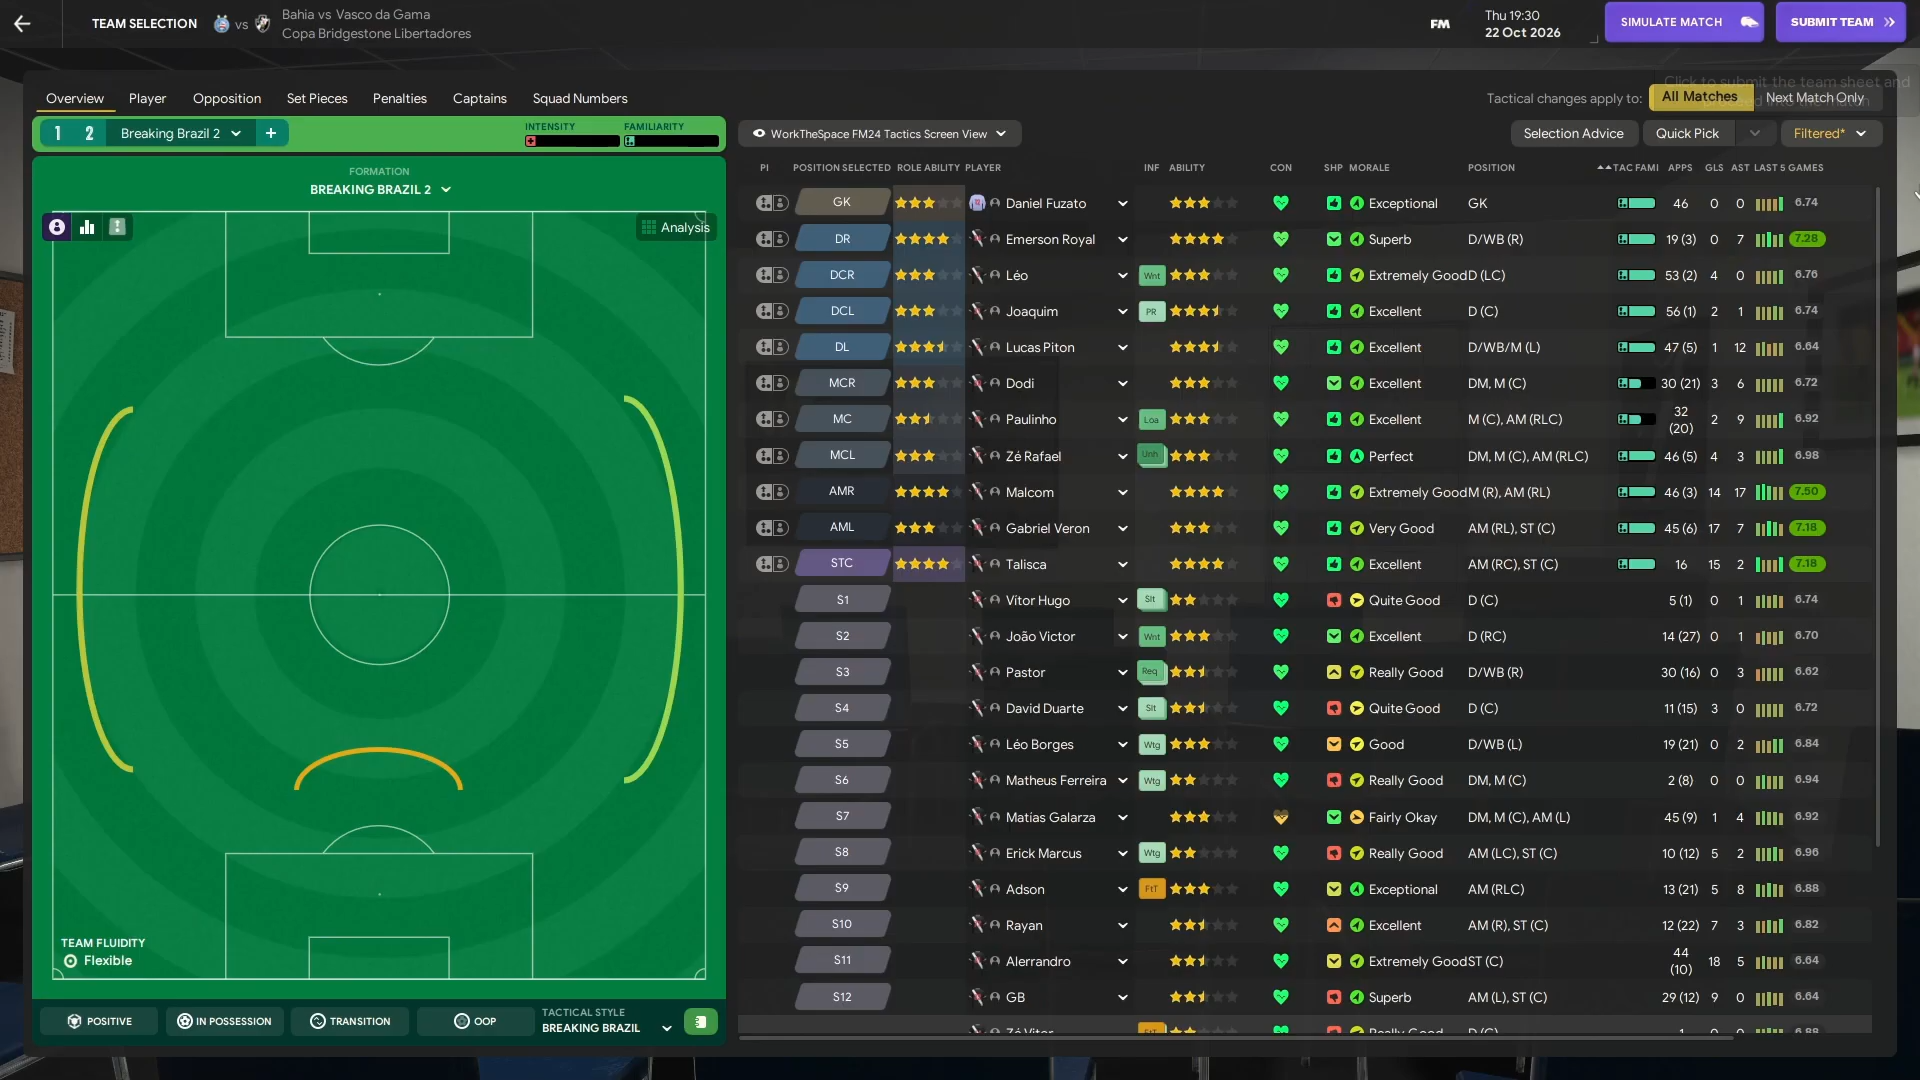 TEAM SELECTION
vs
Bahia vs Vasco da Gama
Copa Bridgestone Libertadores
FM
Thu 19:30
22 Oct 2026
SIMULATE MATCH
SUBMIT TEAM
Click to submit the team sheet and
Overview
Player
Opposition
Set Pieces
Penalties
Captains
Squad Numbers
Tactical changes apply to:
All Matches
Next Match Only
1
2
Breaking Brazil 2
+
INTENSITY
FAMILIARITY
WorkTheSpace FM24 Tactics Screen View
Selection Advice
Quick Pick
Filtered*
FORMATION
BREAKING BRAZIL 2
Analysis
TEAM FLUIDITY
Flexible
POSITIVE
IN POSSESSION
TRANSITION
OOP
TACTICAL STYLE
BREAKING BRAZIL
PI POSITION SELECTED ROLE ABILITY PLAYER INF ABILITY CON SHP MORALE POSITION TAC FAMI APPS GLS AST LAST 5 GAMES
GK Daniel Fuzato Exceptional GK 46 0 0 6.74
DR Emerson Royal Superb D/WB (R) 19 (3) 0 7 7.28
DCR Léo Wnt Extremely Good D (LC) 53 (2) 4 0 6.76
DCL Joaquim PR Excellent D (C) 56 (1) 2 1 6.74
DL Lucas Piton Excellent D/WB/M (L) 47 (5) 1 12 6.64
MCR Dodi Excellent DM, M (C) 30 (21) 3 6 6.72
MC Paulinho Loa Excellent M (C), AM (RLC) 32 (20) 2 9 6.92
MCL Zé Rafael Unh Perfect DM, M (C), AM (RLC) 46 (5) 4 3 6.98
AMR Malcom Extremely Good M (R), AM (RL) 46 (3) 14 17 7.50
AML Gabriel Veron Very Good AM (RL), ST (C) 45 (6) 17 7 7.18
STC Talisca Excellent AM (RC), ST (C) 16 15 2 7.18
S1 Vítor Hugo Slt Quite Good D (C) 5 (1) 0 1 6.74
S2 João Victor Wnt Excellent D (RC) 14 (27) 0 1 6.70
S3 Pastor Req Really Good D/WB (R) 30 (16) 0 3 6.62
S4 David Duarte Slt Quite Good D (C) 11 (15) 3 0 6.72
S5 Léo Borges Wtg Good D/WB (L) 19 (21) 0 2 6.84
S6 Matheus Ferreira Wtg Really Good DM, M (C) 2 (8) 0 0 6.94
S7 Matías Galarza Fairly Okay DM, M (C), AM (L) 45 (9) 1 4 6.92
S8 Erick Marcus Wtg Really Good AM (LC), ST (C) 10 (12) 5 2 6.96
S9 Adson FtT Exceptional AM (RLC) 13 (21) 5 8 6.88
S10 Rayan Excellent AM (R), ST (C) 12 (22) 7 3 6.82
S11 Alerrandro Extremely Good ST (C) 44 (10) 18 5 6.64
S12 GB Superb AM (L), ST (C) 29 (12) 9 0 6.64
Zé Vitor FtT Really Good D (C) 1 0 0 6.88